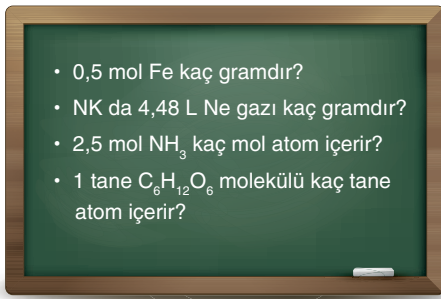 • 0,5 mol Fe kaç gramdır?
• NK da 4,48 L Ne gazı kaç gramdır?
• 2,5 mol NH₃ kaç mol atom içerir?
• 1 tane C₆H₁₂O₆ molekülü kaç tane
atom içerir?